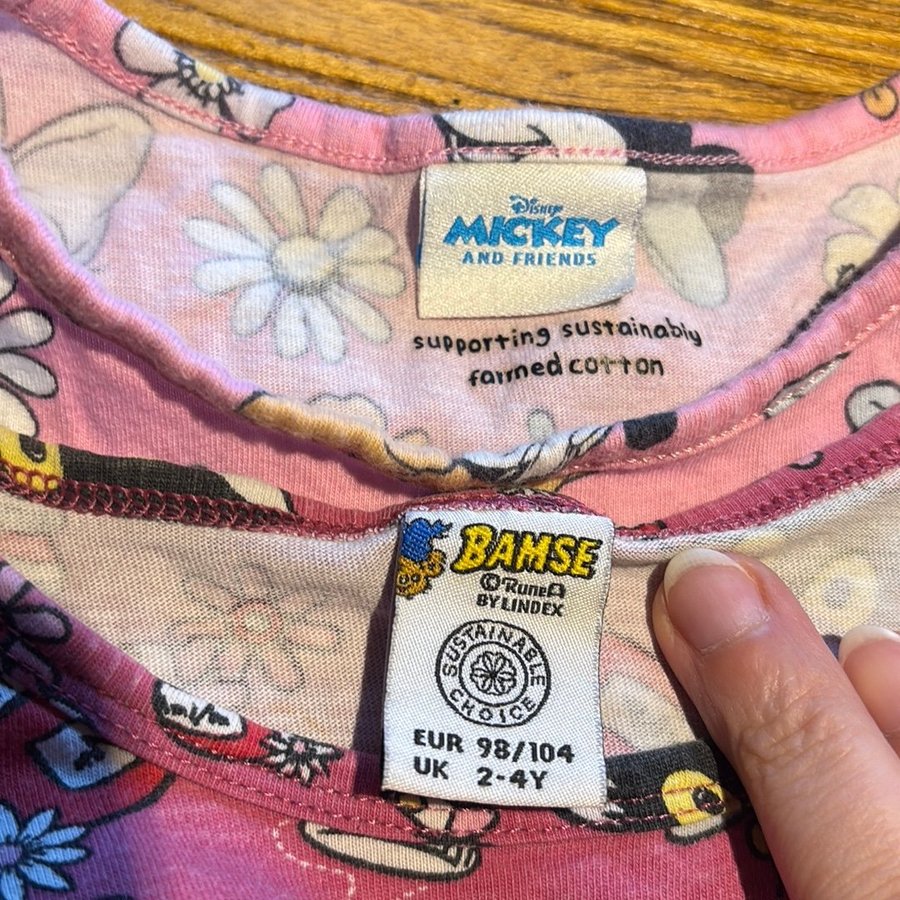 Disney
MICKEY
AND FRIENDS
supporting sustainably
farmed cotton
BAMSE
© Rune A
BY LINDEX
SUSTAINABLE
CHOICE
EUR 98/104
UK 2-4Y